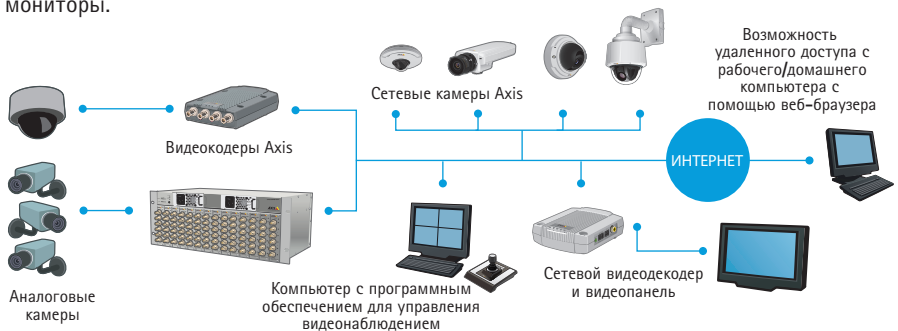 мониторы.
Возможность
удаленного доступа с
рабочего/домашнего
компьютера с
помощью веб-браузера
Сетевые камеры Axis
Видеокодеры Axis
ИНТЕРНЕТ
Аналоговые
камеры
Компьютер с программным
обеспечением для управления
видеонаблюдением
Сетевой видеодекодер
и видеопанель